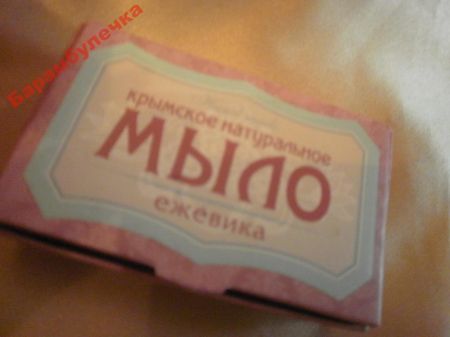 Барамбулечка
крымское натуральное
МЫЛО
ежевика